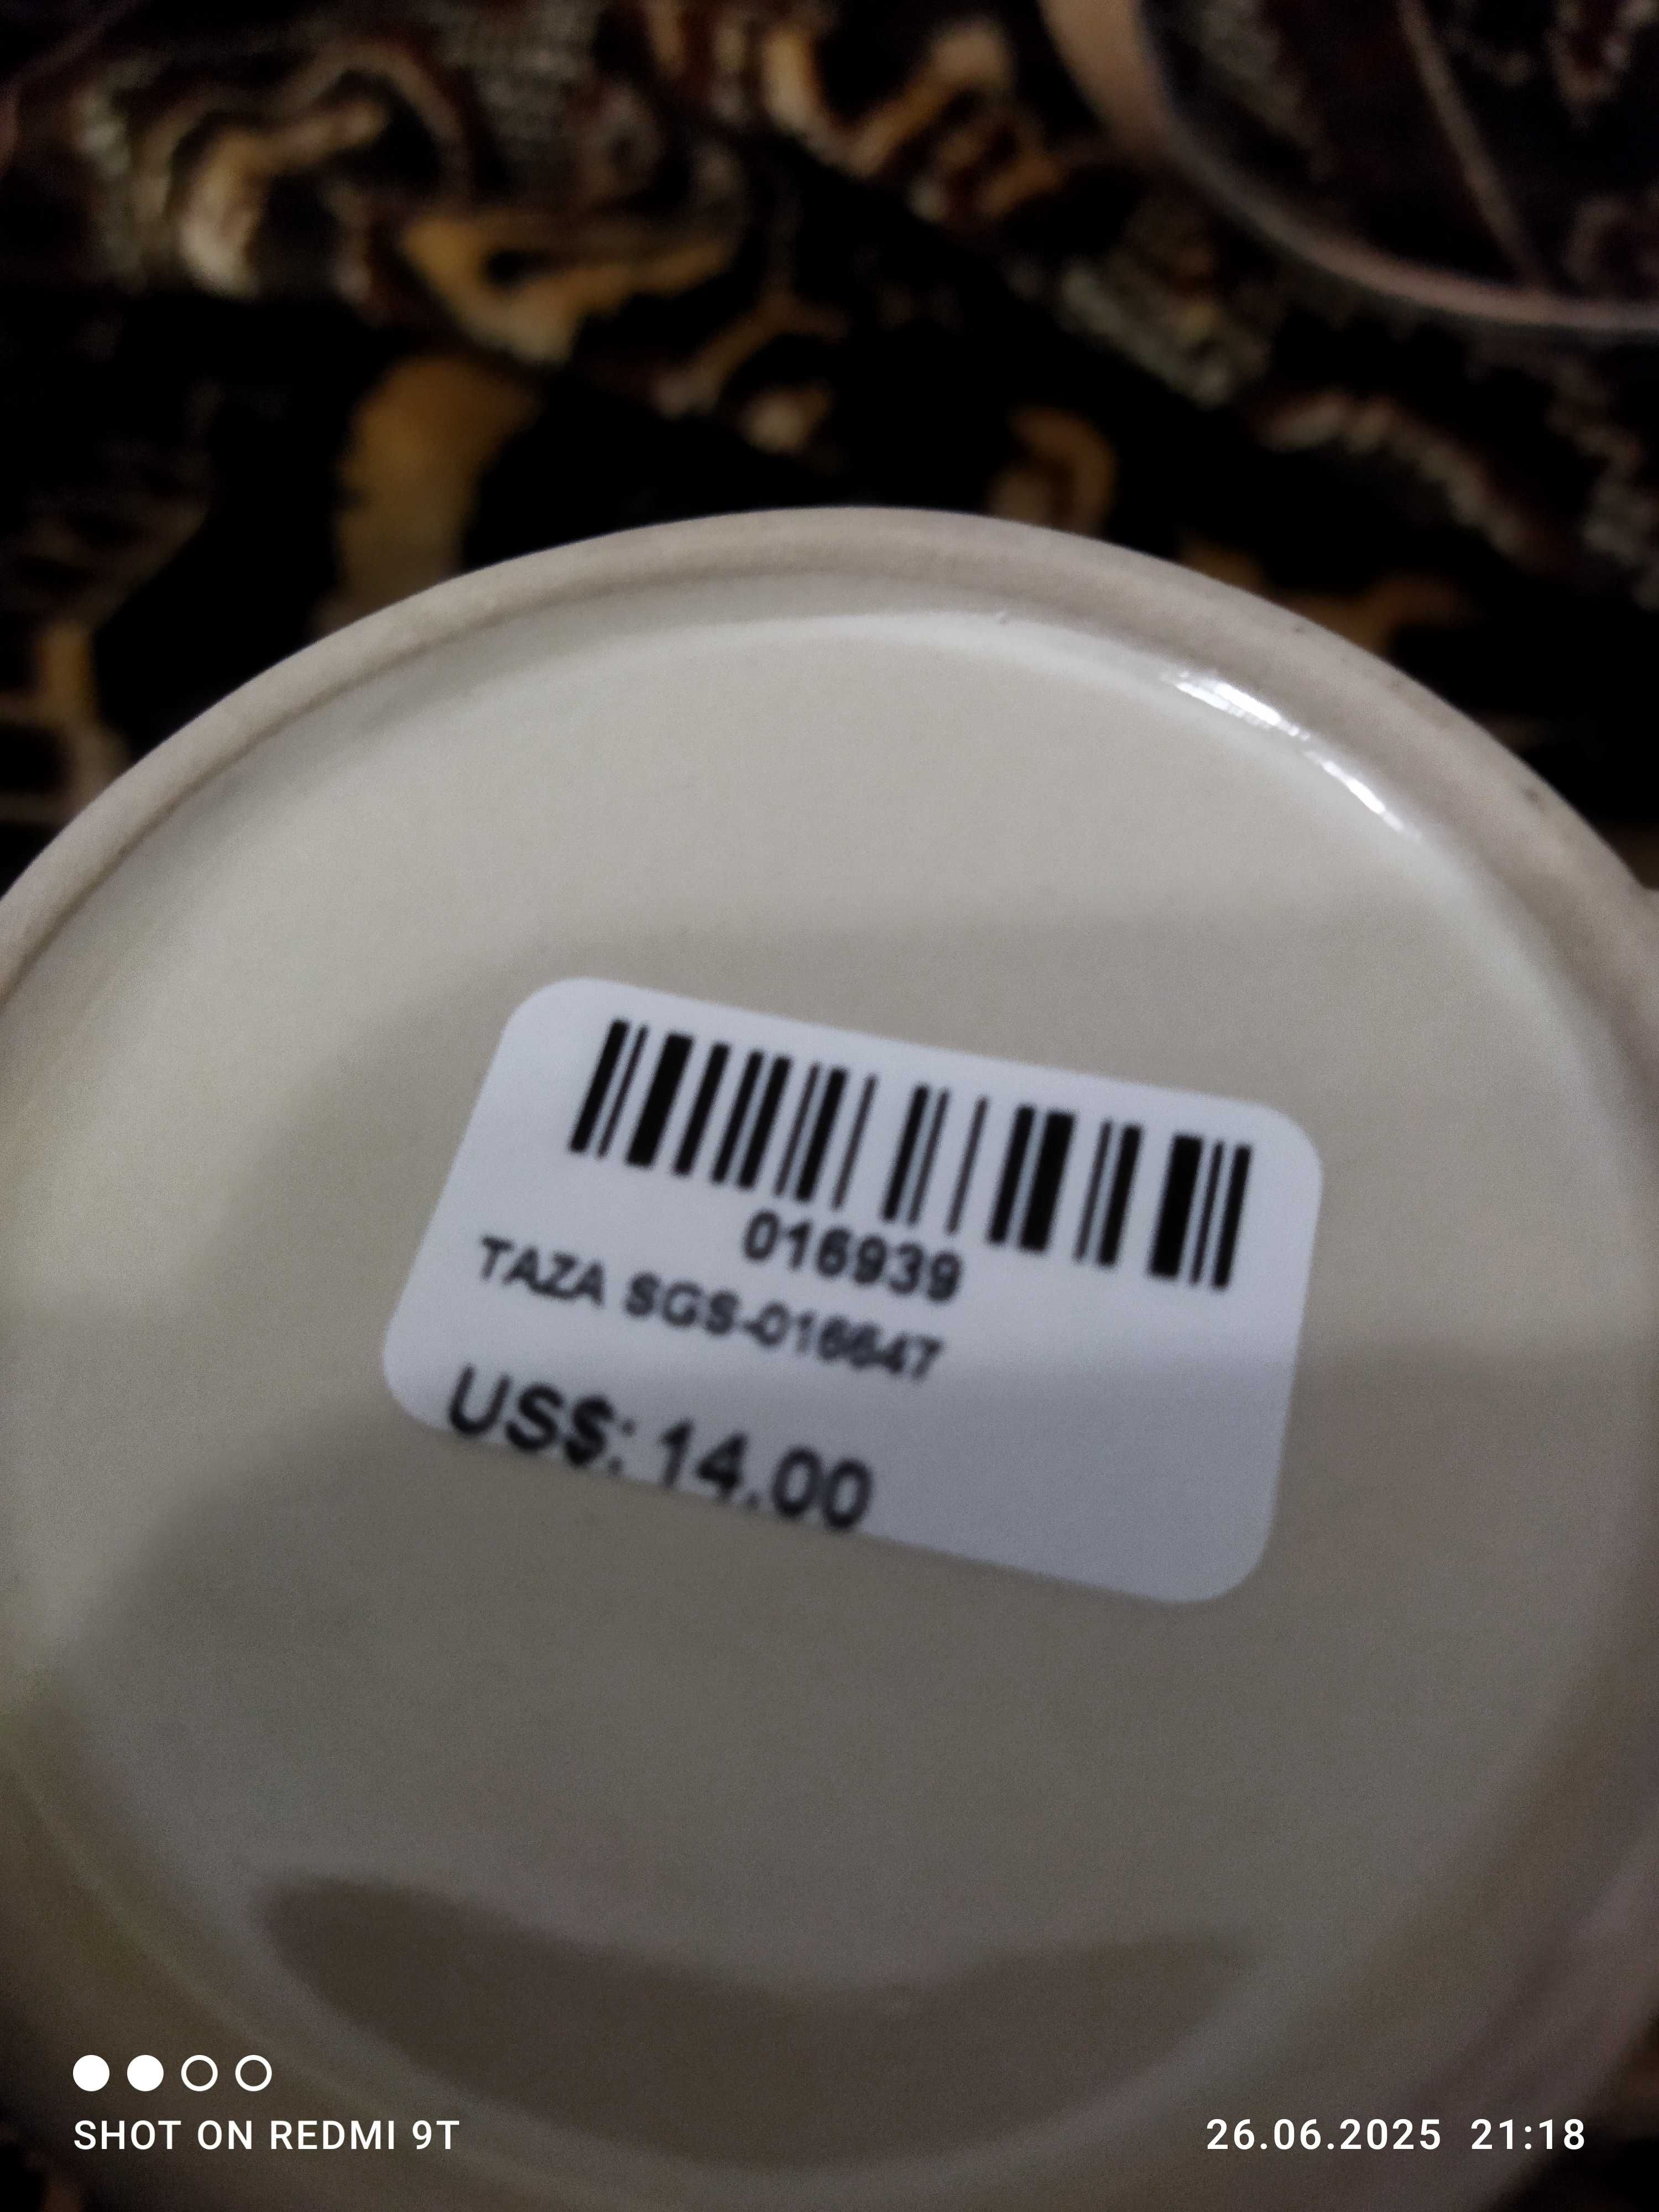 016939
TAZA SGS-016647
US$: 14.00
SHOT ON REDMI 9T
26.06.2025 21:18